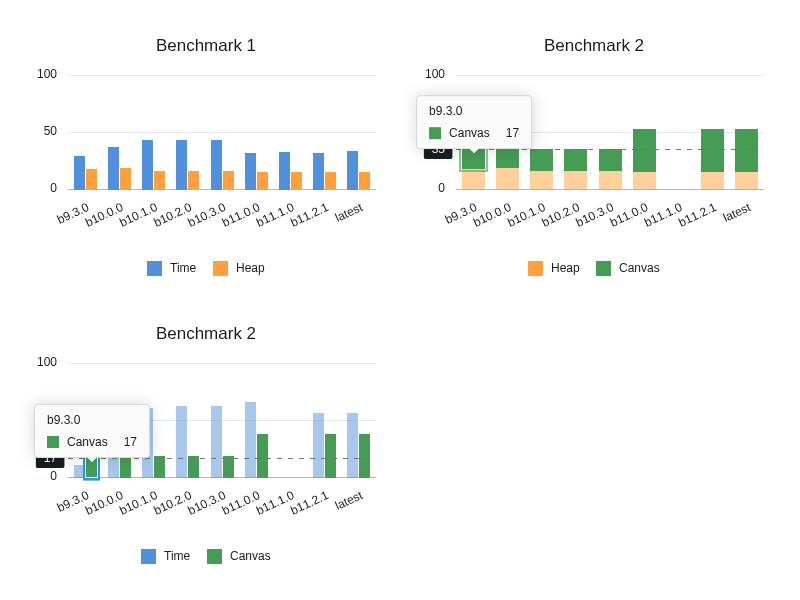 Benchmark 1
100
50
0
b9.3.0
b10.0.0
b10.1.0
b10.2.0
b10.3.0
b11.0.0
b11.1.0
b11.2.1
latest
Time
Heap
Benchmark 2
100
b9.3.0
Canvas 17
0
b9.3.0
b10.0.0
b10.1.0
b10.2.0
b10.3.0
b11.0.0
b11.1.0
b11.2.1
latest
Heap
Canvas
Benchmark 2
100
b9.3.0
Canvas 17
17
0
b9.3.0
b10.0.0
b10.1.0
b10.2.0
b10.3.0
b11.0.0
b11.1.0
b11.2.1
latest
Time
Canvas